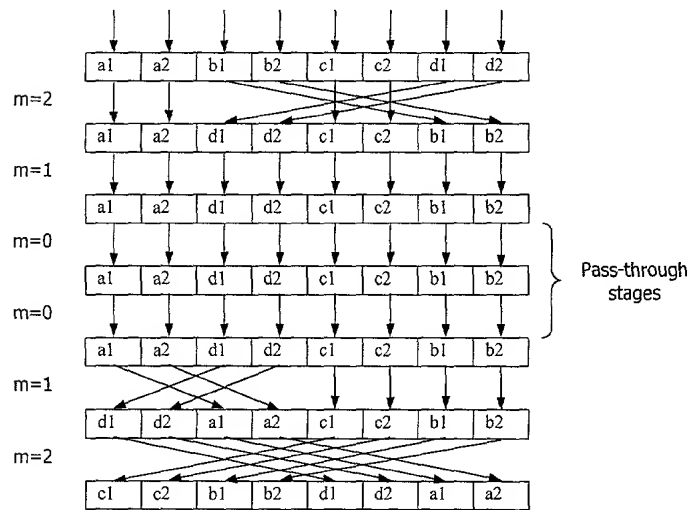 a1 a2 b1 b2 c1 c2 d1 d2
m=2
a1 a2 d1 d2 c1 c2 b1 b2
m=1
a1 a2 d1 d2 c1 c2 b1 b2
m=0
Pass-through
stages
a1 a2 d1 d2 c1 c2 b1 b2
m=0
a1 a2 d1 d2 c1 c2 b1 b2
m=1
d1 d2 a1 a2 c1 c2 b1 b2
m=2
c1 c2 b1 b2 d1 d2 a1 a2